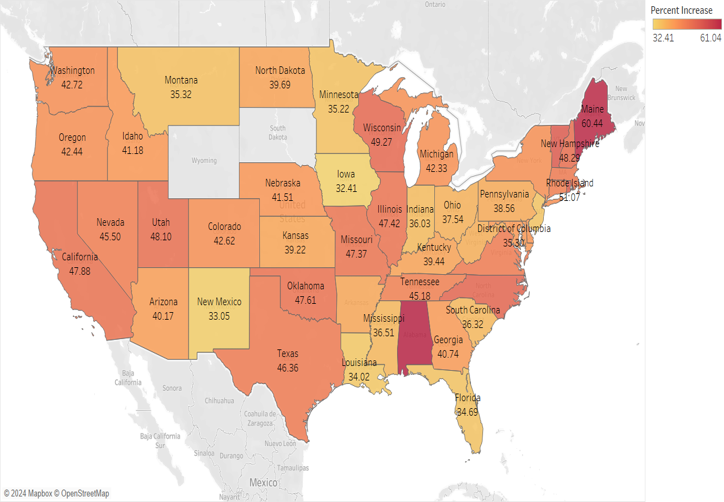 Ontario
Percent Increase
32.41
61.04
Washington
42.72
Montana
35.32
North Dakota
39.69
Minnesota
35.22
New
Brunswick
Maine
60.44
Oregon
42.44
Idaho
41.18
South
Dakota
Wisconsin
49.27
Michigan
42.33
New Hampshire
48.29
Wyoming
Iowa
32.41
Nebraska
41.51
Rhode Island
51.07
Nevada
45.50
Utah
48.10
Colorado
42.62
United
Kansas
39.22
Illinois
47.42
Indiana
36.03
Ohio
37.54
Pennsylvania
38.56
District of Columbia
California
47.88
Missouri
47.37
Kentucky
39.44
Arizona
40.17
New Mexico
33.05
Oklahoma
47.61
Tennessee
45.18
Mississippi
36.51
South Carolina
36.32
Georgia
40.74
Texas
46.36
Louisiana
34.02
Florida
34.69
Baja
California
Sonora
Chihuahua
Coahuila de
Zaragoza
Baja California
Sur
Sinaloa
Durango
Nuevo León
Tamaulipas
Mexico
Nayarit
© 2024 Mapbox © OpenStreetMap